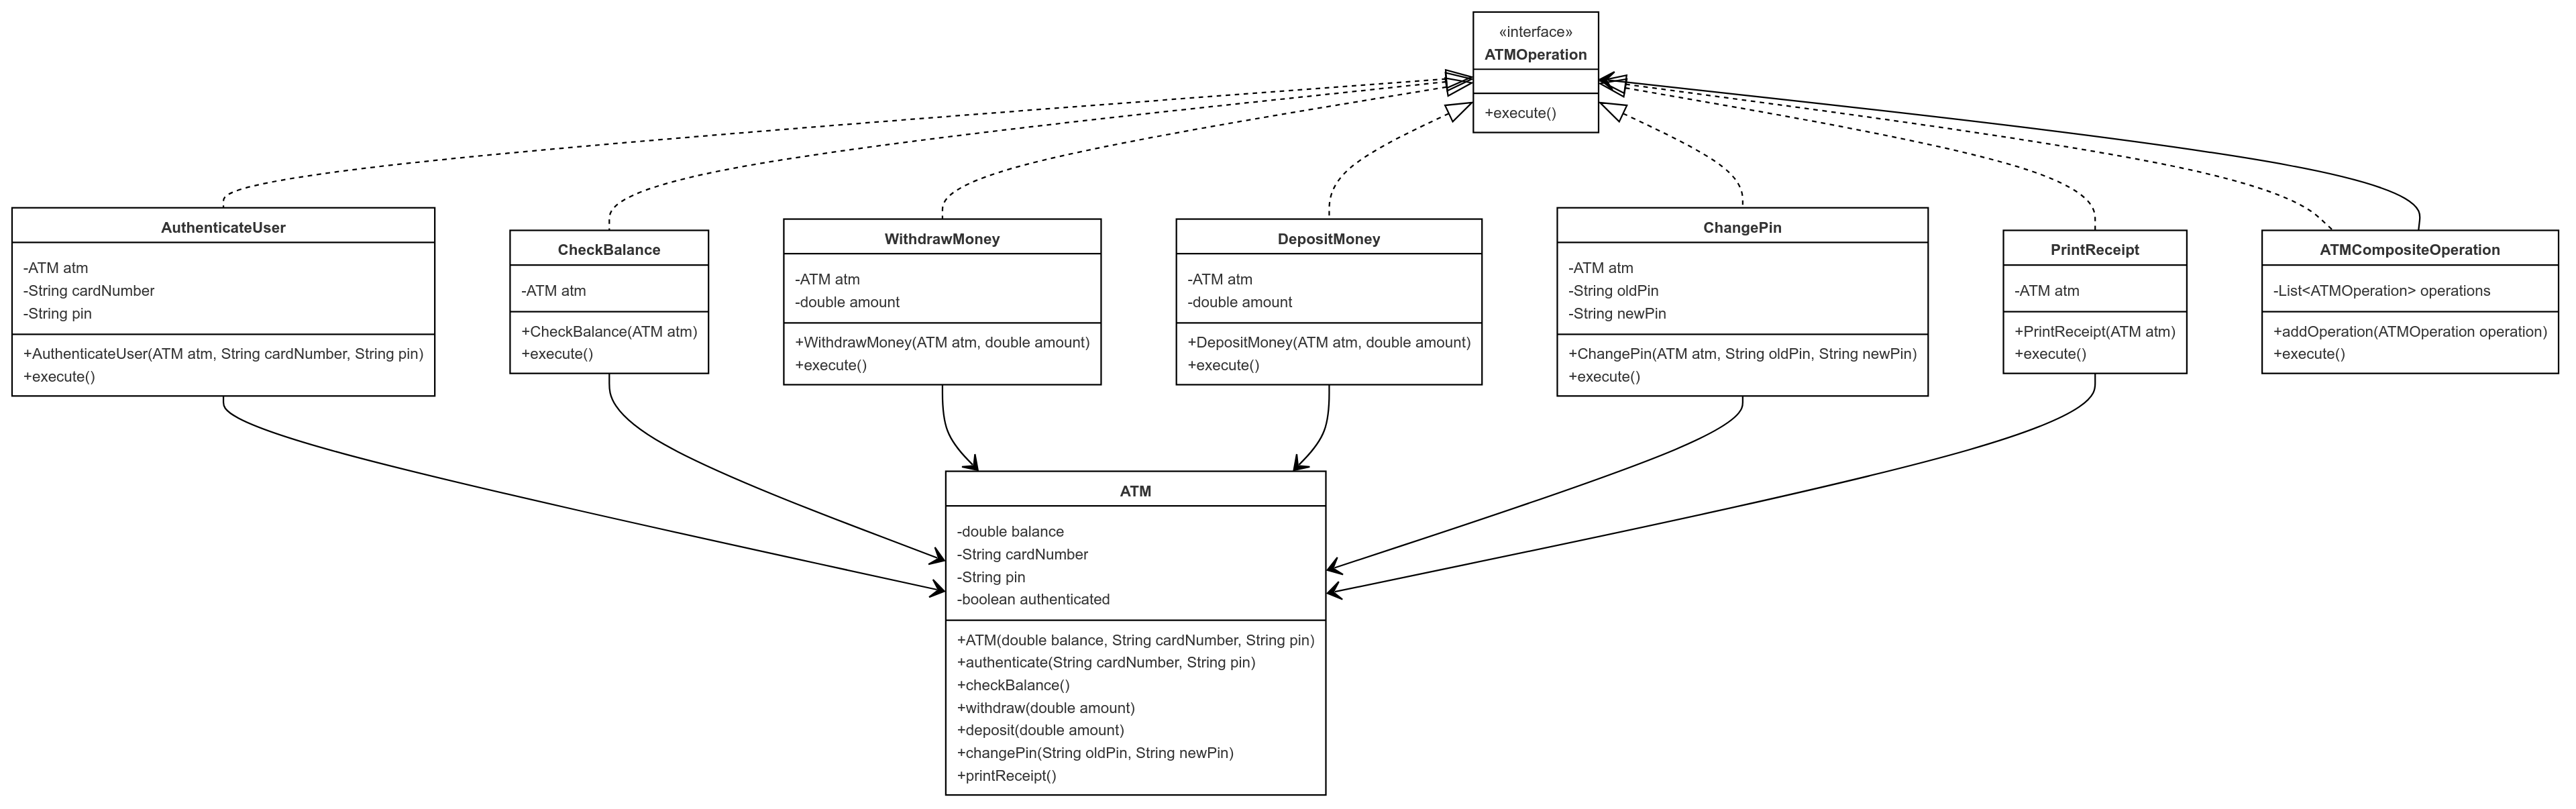 «interface»
ATMOperation
+execute()
AuthenticateUser
-ATM atm
-String cardNumber
-String pin
+AuthenticateUser(ATM atm, String cardNumber, String pin)
+execute()
CheckBalance
-ATM atm
+CheckBalance(ATM atm)
+execute()
WithdrawMoney
-ATM atm
-double amount
+WithdrawMoney(ATM atm, double amount)
+execute()
DepositMoney
-ATM atm
-double amount
+DepositMoney(ATM atm, double amount)
+execute()
ChangePin
-ATM atm
-String oldPin
-String newPin
+ChangePin(ATM atm, String oldPin, String newPin)
+execute()
PrintReceipt
-ATM atm
+PrintReceipt(ATM atm)
+execute()
ATMCompositeOperation
-List<ATMOperation> operations
+addOperation(ATMOperation operation)
+execute()
ATM
-double balance
-String cardNumber
-String pin
-boolean authenticated
+ATM(double balance, String cardNumber, String pin)
+authenticate(String cardNumber, String pin)
+checkBalance()
+withdraw(double amount)
+deposit(double amount)
+changePin(String oldPin, String newPin)
+printReceipt()